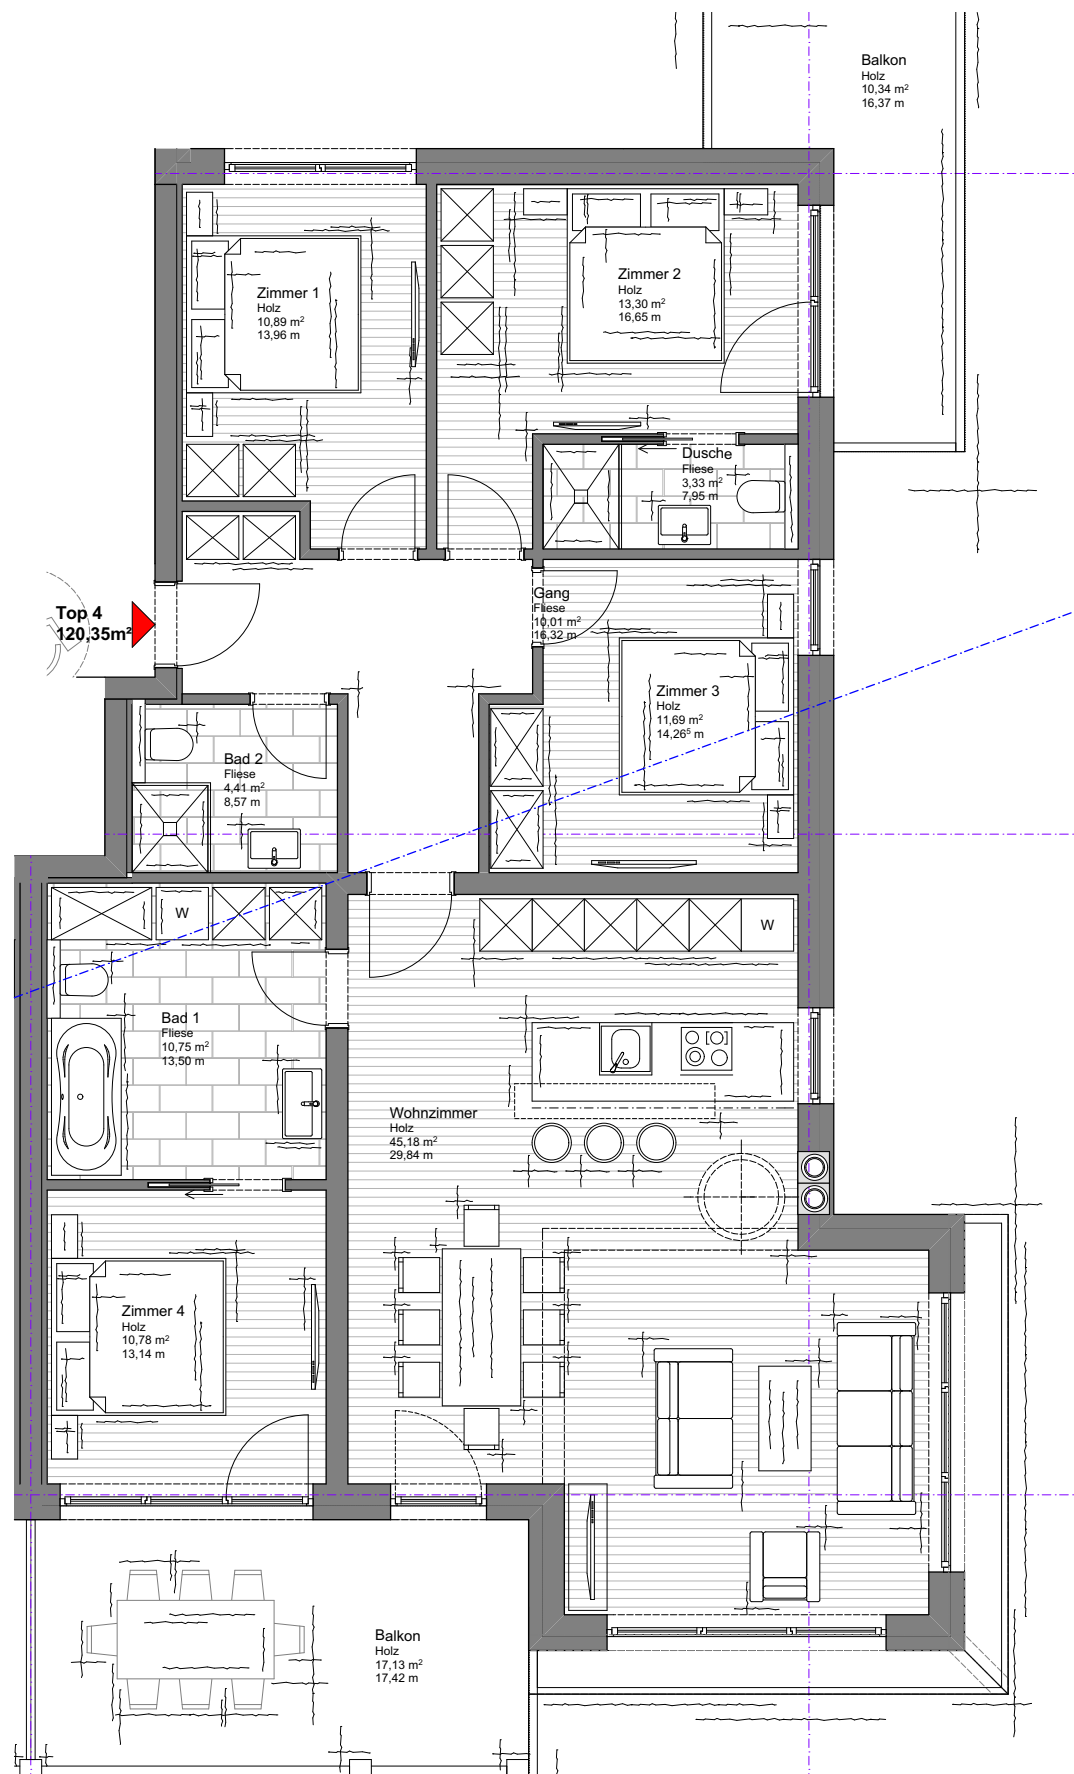 Balkon
Holz
10,34 m²
16,37 m
Zimmer 1
Holz
10,89 m²
13,96 m
Zimmer 2
Holz
13,30 m²
16,65 m
Dusche
Fliese
3,33 m²
7,95 m
Top 4
120,35m²
Gang
Fliese
10,01 m²
16,32 m
Zimmer 3
Holz
11,69 m²
14,26⁵ m
Bad 2
Fliese
4,41 m²
8,57 m
W
W
Bad 1
Fliese
10,75 m²
13,50 m
Wohnzimmer
Holz
45,18 m²
29,84 m
Zimmer 4
Holz
10,78 m²
13,14 m
Balkon
Holz
17,13 m²
17,42 m